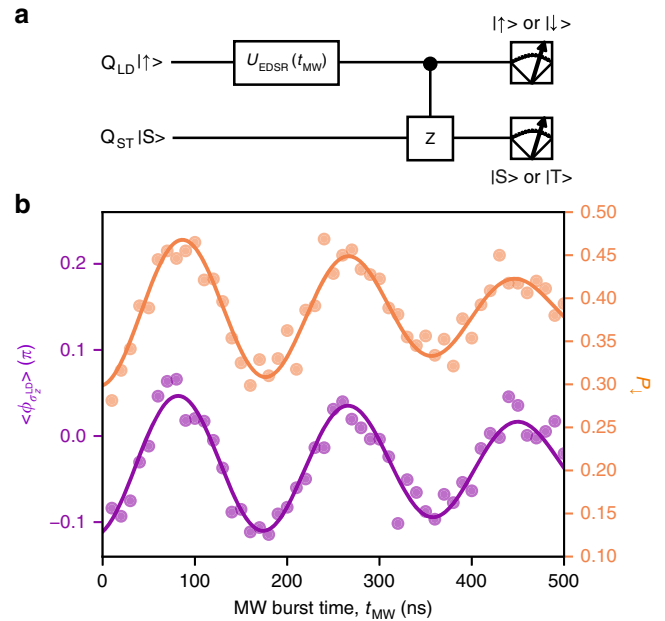 a
|↑> or |↓>
Q_LD |↑>
U_EDSR (t_MW)
Q_ST |S>
Z
|S> or |T>
b
0.2
0.1
0.0
−0.1
<ϕ_σ_z^LD> (π)
0.50
0.45
0.40
0.35
0.30
0.25
0.20
0.15
0.10
P_↓
0
100
200
300
400
500
MW burst time, t_MW (ns)